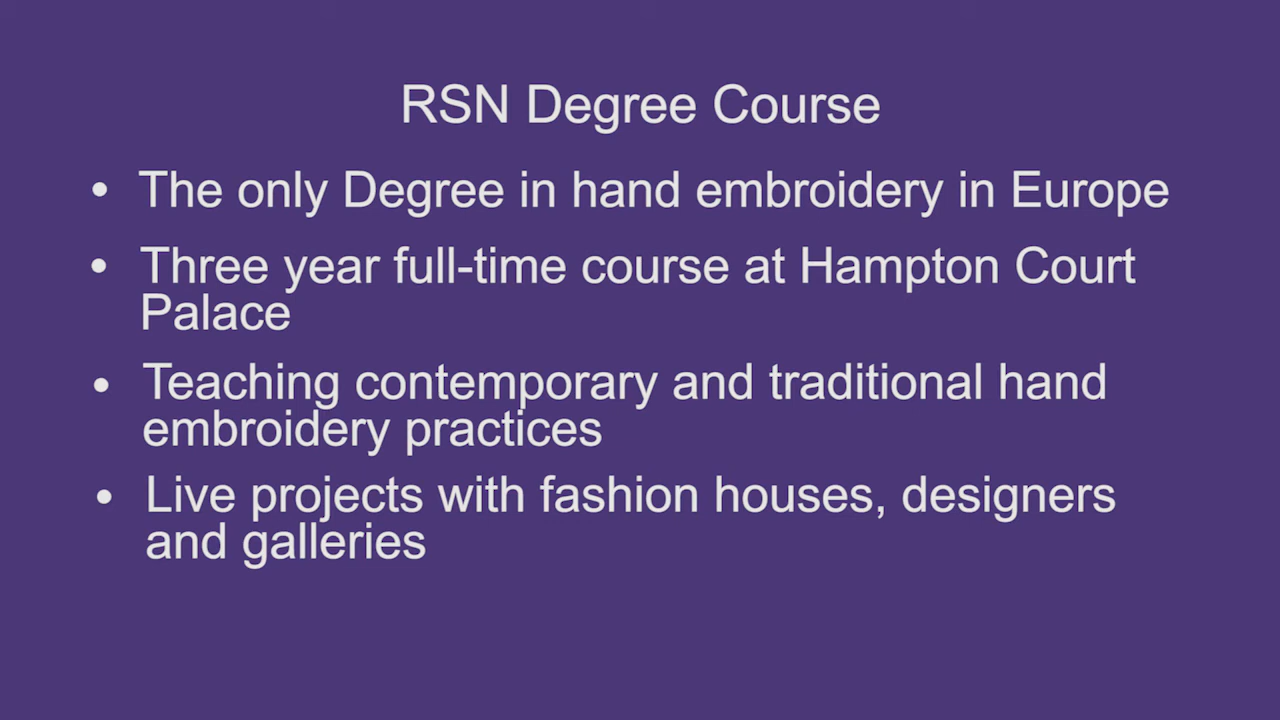 RSN Degree Course
• The only Degree in hand embroidery in Europe
• Three year full-time course at Hampton Court
Palace
• Teaching contemporary and traditional hand
embroidery practices
• Live projects with fashion houses, designers
and galleries